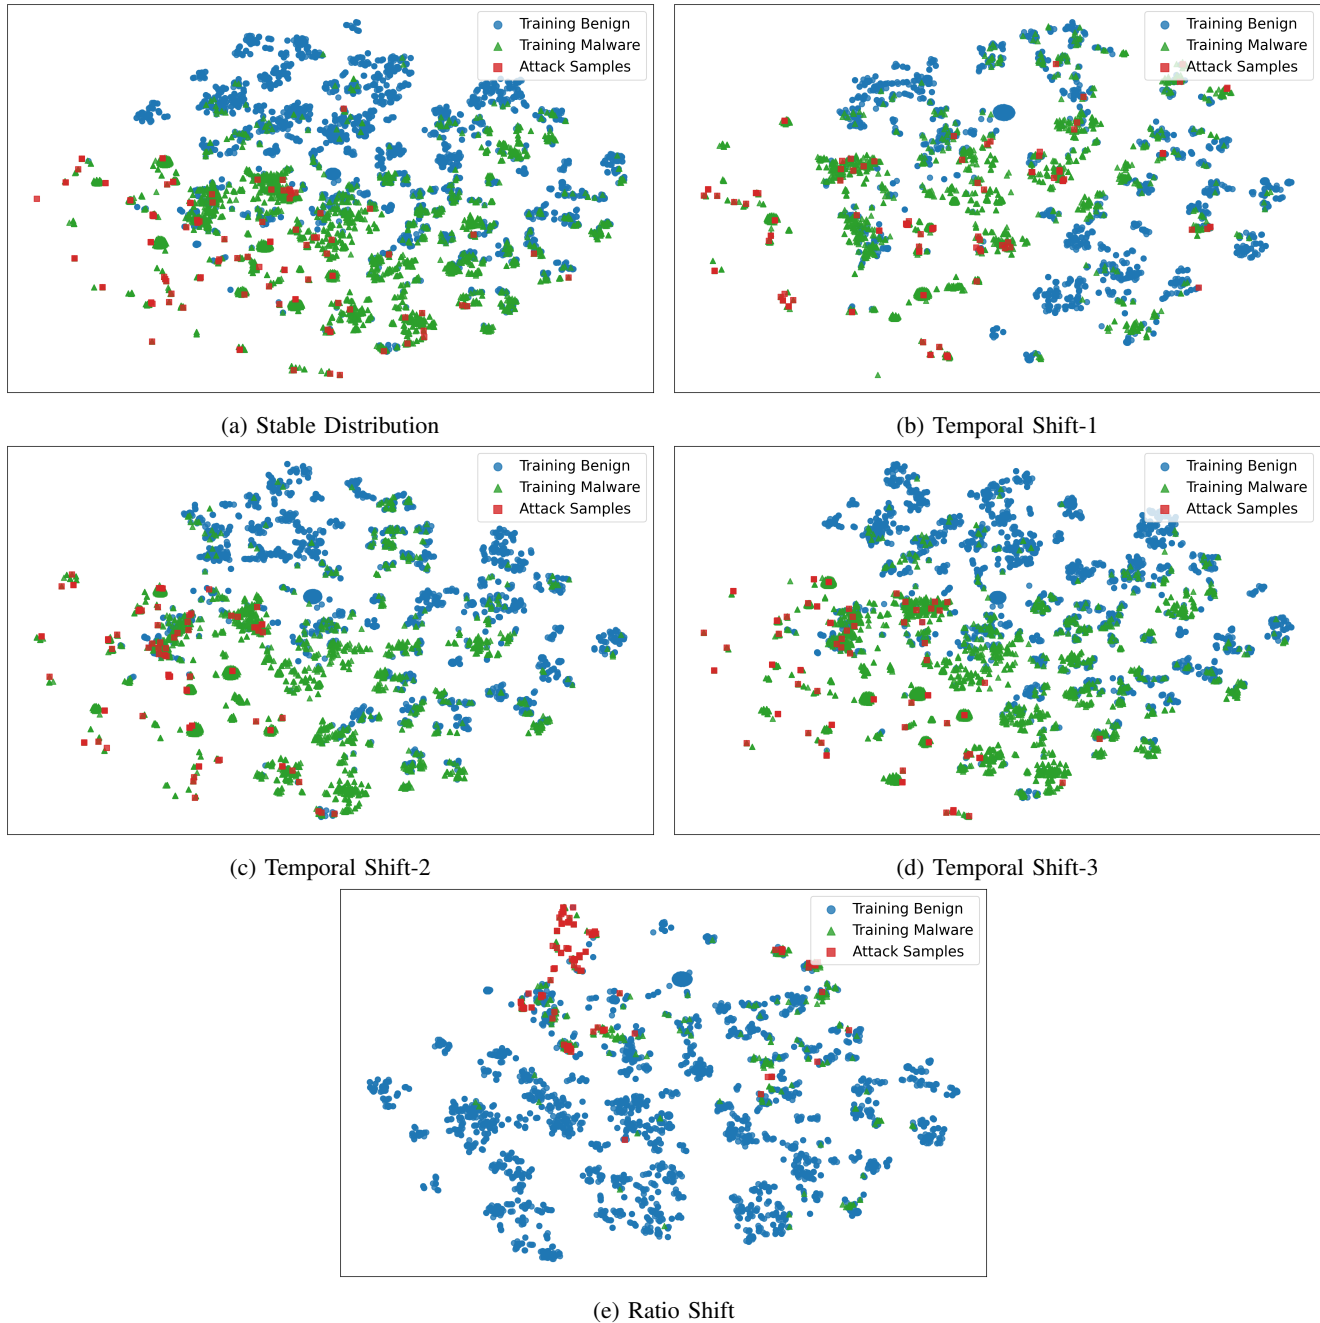 Training Benign
Training Malware
Attack Samples
(a) Stable Distribution
Training Benign
Training Malware
Attack Samples
(b) Temporal Shift-1
Training Benign
Training Malware
Attack Samples
(c) Temporal Shift-2
Training Benign
Training Malware
Attack Samples
(d) Temporal Shift-3
Training Benign
Training Malware
Attack Samples
(e) Ratio Shift